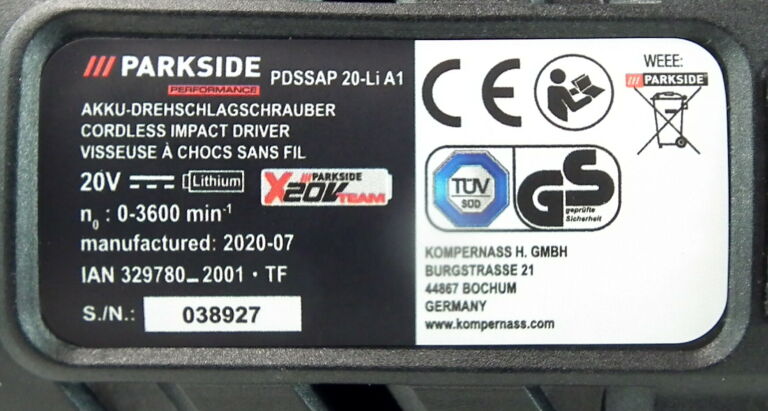 /// PARKSIDE PDSSAP 20-Li A1
PERFORMANCE
AKKU-DREHSCHLAGSCHRAUBER
CORDLESS IMPACT DRIVER
VISSEUSE À CHOCS SANS FIL
20V Lithium
PARKSIDE
X20V TEAM
n₀ : 0-3600 min⁻¹
manufactured: 2020-07
IAN 329780_2001 · TF
S./N.: 038927
CE
WEEE:
/// PARKSIDE
TÜV
SÜD
GS
geprüfte
Sicherheit
KOMPERNASS H. GMBH
BURGSTRASSE 21
44867 BOCHUM
GERMANY
www.kompernass.com